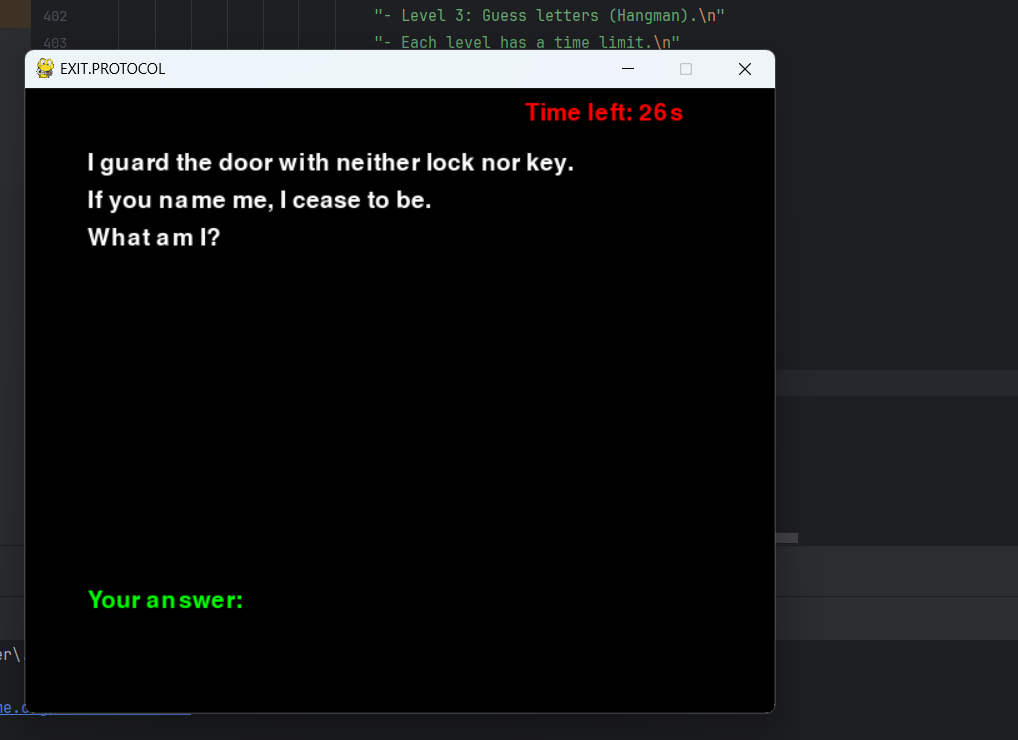 402 "- Level 3: Guess letters (Hangman).\n"
403 "- Each level has a time limit.\n"
EXIT.PROTOCOL
Time left: 26s
I guard the door with neither lock nor key.
If you name me, I cease to be.
What am I?
Your answer:
er\